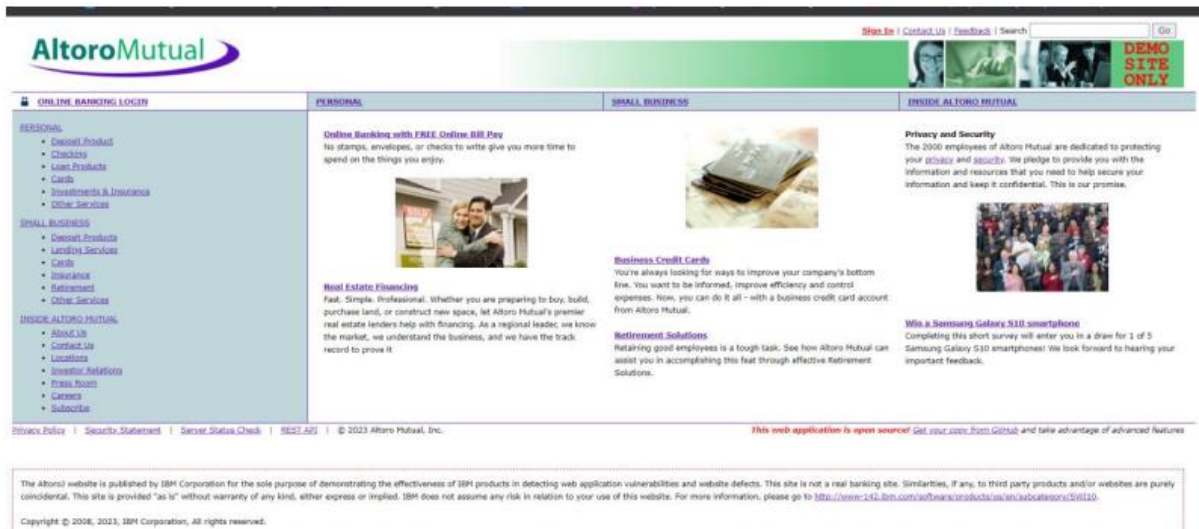 Sign In | Contact Us | Feedback | Search
Go
AltoroMutual
DEMO
SITE
ONLY
ONLINE BANKING LOGIN
PERSONAL
SMALL BUSINESS
INSIDE ALTORO MUTUAL
PERSONAL
• Deposit Product
• Checking
• Loan Products
• Cards
• Investments & Insurance
• Other Services
SMALL BUSINESS
• Deposit Products
• Lending Services
• Cards
• Insurance
• Retirement
• Other Services
INSIDE ALTORO MUTUAL
• About Us
• Contact Us
• Locations
• Investor Relations
• Press Room
• Careers
• Subscribe
Online Banking with FREE Online Bill Pay
No stamps, envelopes, or checks to write give you more time to
spend on the things you enjoy.
Real Estate Financing
Fast. Simple. Professional. Whether you are preparing to buy, build,
purchase land, or construct new space, let Altoro Mutual's premier
real estate lenders help with financing. As a regional leader, we know
the market, we understand the business, and we have the track
record to prove it
Business Credit Cards
You're always looking for ways to improve your company's bottom
line. You want to be informed, improve efficiency and control
expenses. Now, you can do it all - with a business credit card account
from Altoro Mutual.
Retirement Solutions
Retaining good employees is a tough task. See how Altoro Mutual can
assist you in accomplishing this feat through effective Retirement
Solutions.
Privacy and Security
The 2000 employees of Altoro Mutual are dedicated to protecting
your privacy and security. We pledge to provide you with the
information and resources that you need to help secure your
information and keep it confidential. This is our promise.
Win a Samsung Galaxy S10 smartphone
Completing this short survey will enter you in a draw for 1 of 5
Samsung Galaxy S10 smartphones! We look forward to hearing your
important feedback.
Privacy Policy | Security Statement | Server Status Check | REST API | © 2023 Altoro Mutual, Inc.
This web application is open source! Get your copy from GitHub and take advantage of advanced features
The AltoroJ website is published by IBM Corporation for the sole purpose of demonstrating the effectiveness of IBM products in detecting web application vulnerabilities and website defects. This site is not a real banking site. Similarities, if any, to third party products and/or websites are purely
coincidental. This site is provided "as is" without warranty of any kind, either express or implied. IBM does not assume any risk in relation to your use of this website. For more information, please go to http://www-142.ibm.com/software/products/us/en/subcategory/SWI10.
Copyright © 2008, 2023, IBM Corporation, All rights reserved.